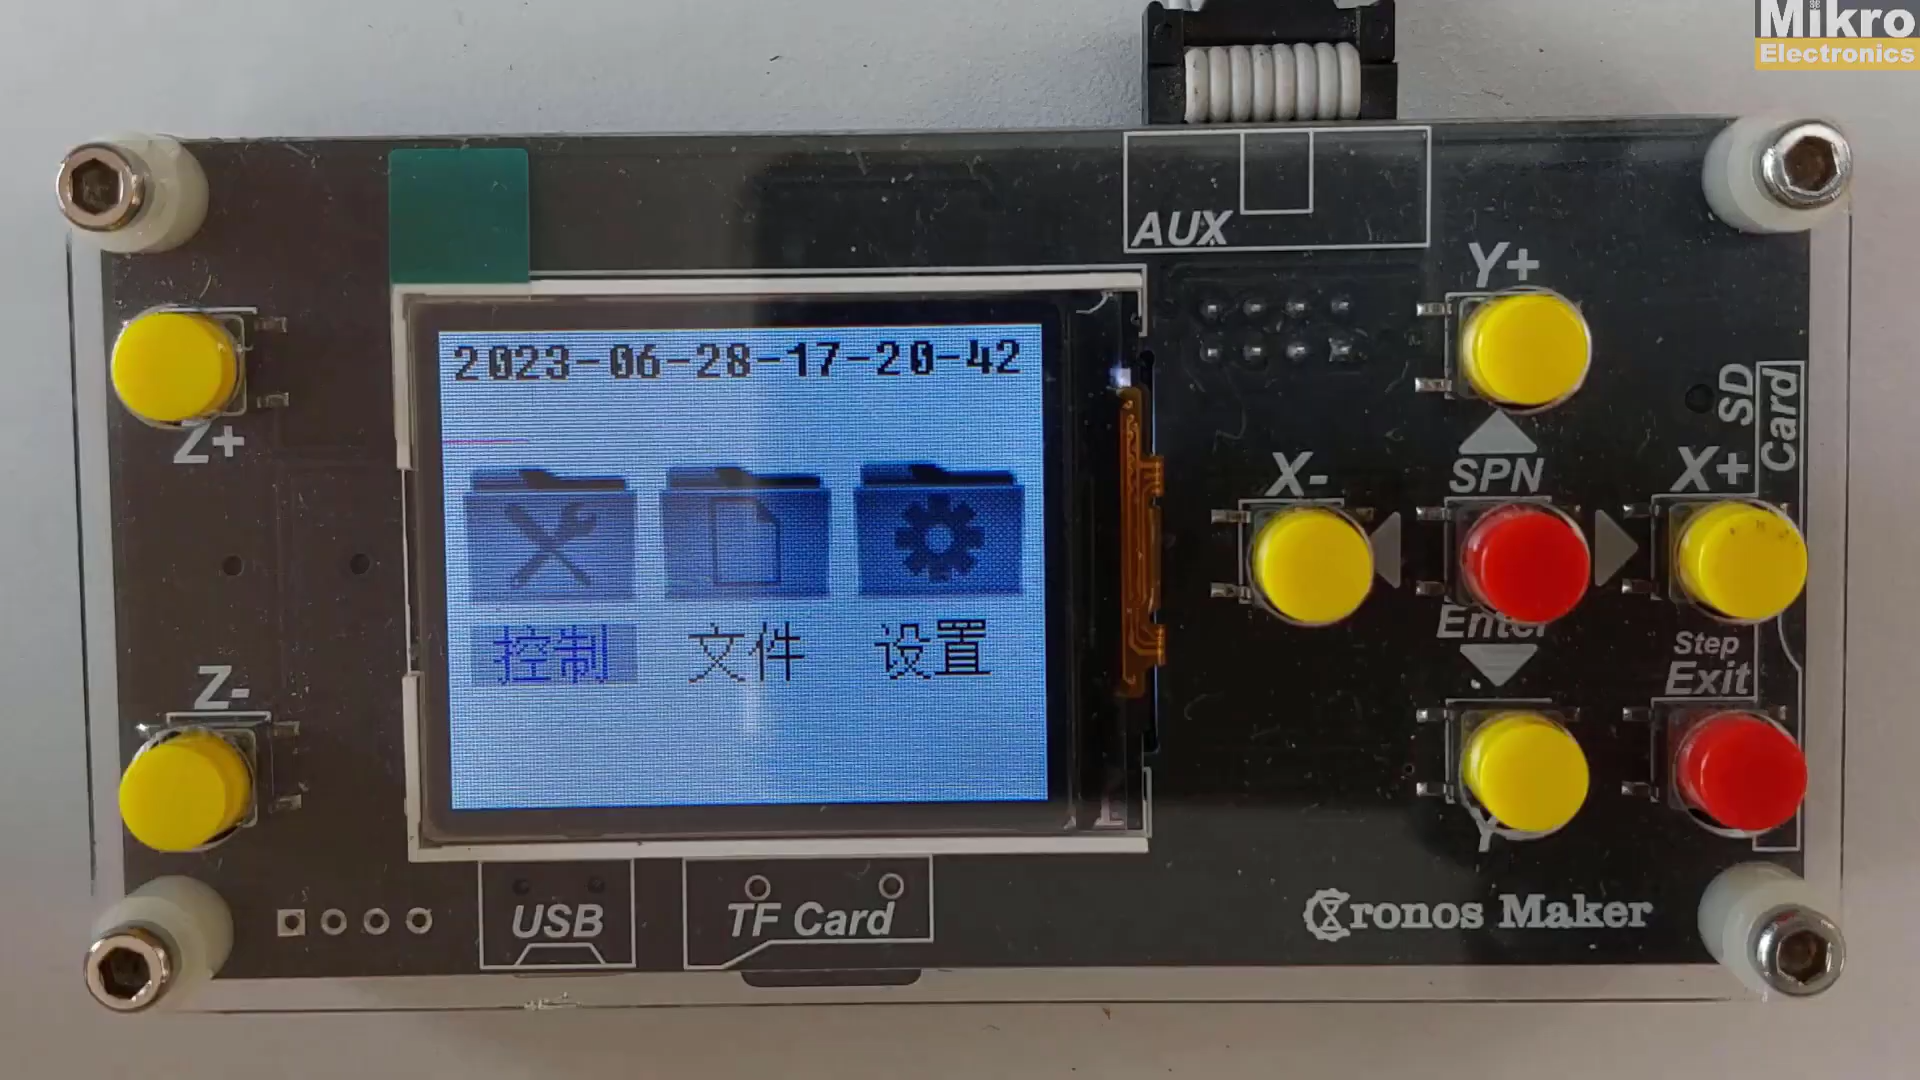 Mikro
Electronics
AUX
Y+
Z+
2023-06-28-17-20-42
SD
Card
X-
SPN
X+
控制
文件
设置
Enter
Step
Exit
Z-
Y
USB
TF Card
Kronos Maker